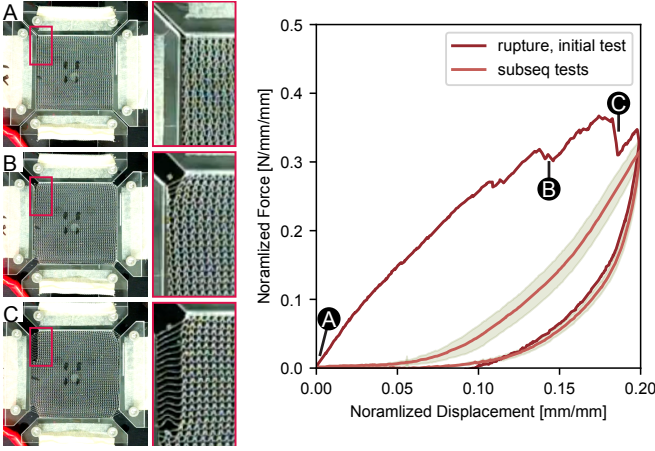 A
B
C
0.5
0.4
0.3
0.2
0.1
0.0
Noramlized Force [N/mm/mm]
rupture, initial test
subseq tests
A
B
C
0.00
0.05
0.10
0.15
0.20
Noramlized Displacement [mm/mm]